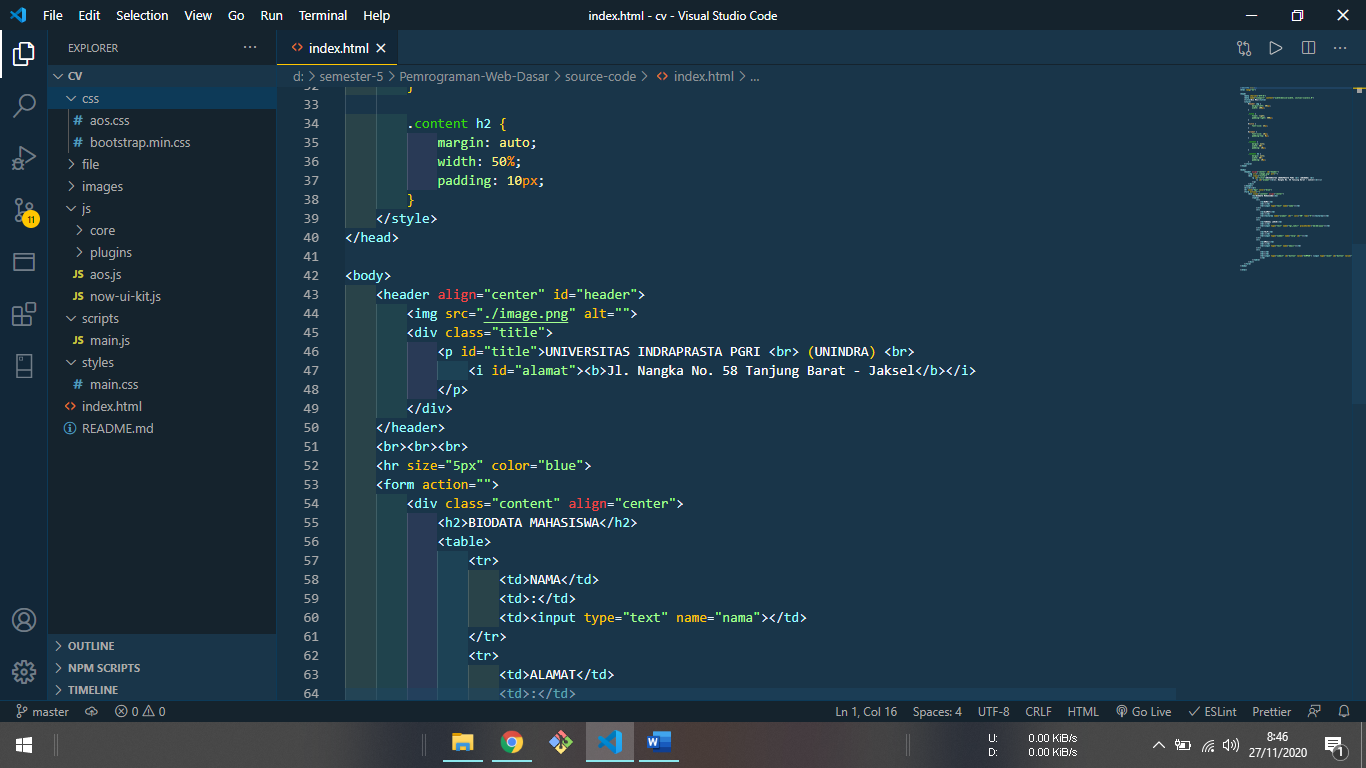 File Edit Selection View Go Run Terminal Help
index.html - cv - Visual Studio Code
EXPLORER
index.html
CV
css
aos.css
bootstrap.min.css
file
images
js
core
plugins
aos.js
now-ui-kit.js
scripts
main.js
styles
main.css
index.html
README.md
OUTLINE
NPM SCRIPTS
TIMELINE
11
d: > semester-5 > Pemrograman-Web-Dasar > source-code > index.html > ...
32 }
33
34 .content h2 {
35 margin: auto;
36 width: 50%;
37 padding: 10px;
38 }
39 </style>
40 </head>
41
42 <body>
43 <header align="center" id="header">
44 <img src="./image.png" alt="">
45 <div class="title">
46 <p id="title">UNIVERSITAS INDRAPRASTA PGRI <br> (UNINDRA) <br>
47 <i id="alamat"><b>Jl. Nangka No. 58 Tanjung Barat - Jaksel</b></i>
48 </p>
49 </div>
50 </header>
51 <br><br><br>
52 <hr size="5px" color="blue">
53 <form action="">
54 <div class="content" align="center">
55 <h2>BIODATA MAHASISWA</h2>
56 <table>
57 <tr>
58 <td>NAMA</td>
59 <td>:</td>
60 <td><input type="text" name="nama"></td>
61 </tr>
62 <tr>
63 <td>ALAMAT</td>
64 <td>:</td>
master 0 0 Ln 1, Col 16 Spaces: 4 UTF-8 CRLF HTML Go Live ESLint Prettier
U: 0.00 KiB/s
D: 0.00 KiB/s
8:46
27/11/2020
1